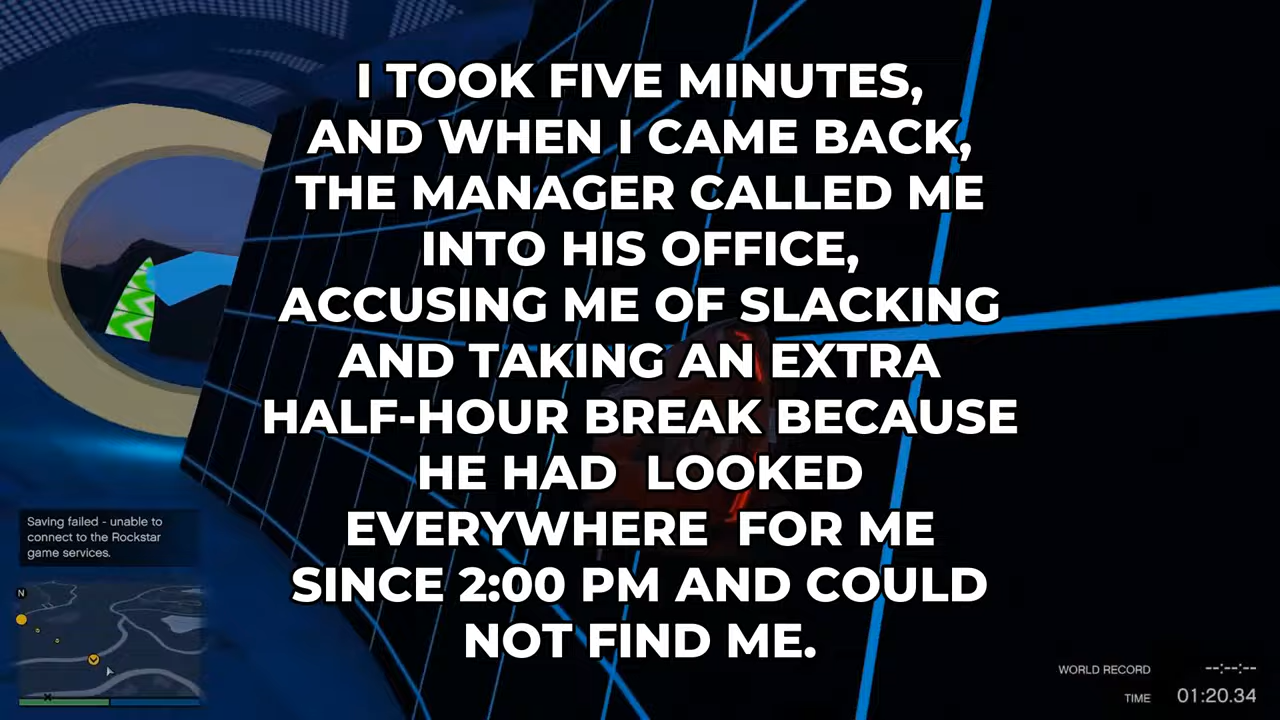 I TOOK FIVE MINUTES,
AND WHEN I CAME BACK,
THE MANAGER CALLED ME
INTO HIS OFFICE,
ACCUSING ME OF SLACKING
AND TAKING AN EXTRA
HALF-HOUR BREAK BECAUSE
HE HAD  LOOKED
EVERYWHERE  FOR ME
SINCE 2:00 PM AND COULD
NOT FIND ME.
Saving failed - unable to
connect to the Rockstar
game services.
N
WORLD RECORD --:--:--
TIME 01:20.34